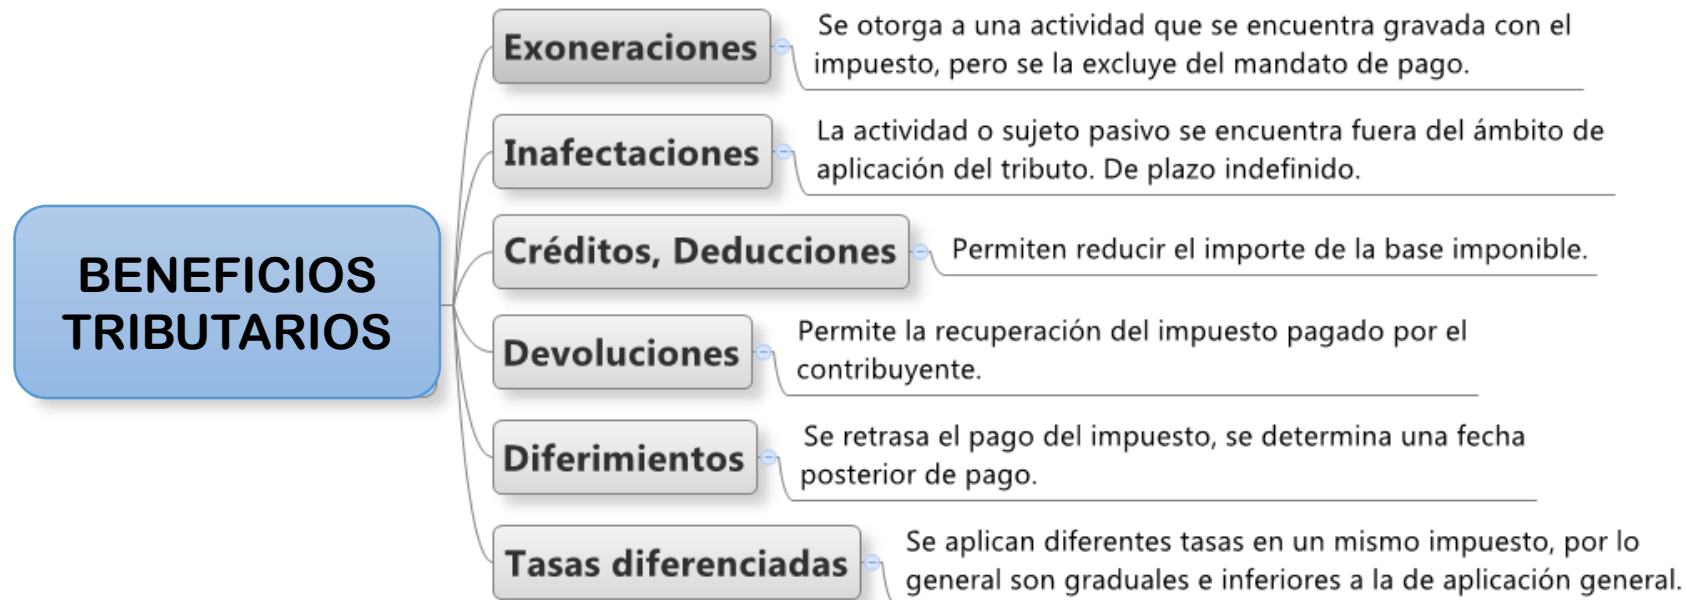 BENEFICIOS
TRIBUTARIOS
Exoneraciones
Se otorga a una actividad que se encuentra gravada con el
impuesto, pero se la excluye del mandato de pago.
Inafectaciones
La actividad o sujeto pasivo se encuentra fuera del ámbito de
aplicación del tributo. De plazo indefinido.
Créditos, Deducciones
Permiten reducir el importe de la base imponible.
Devoluciones
Permite la recuperación del impuesto pagado por el
contribuyente.
Diferimientos
Se retrasa el pago del impuesto, se determina una fecha
posterior de pago.
Tasas diferenciadas
Se aplican diferentes tasas en un mismo impuesto, por lo
general son graduales e inferiores a la de aplicación general.